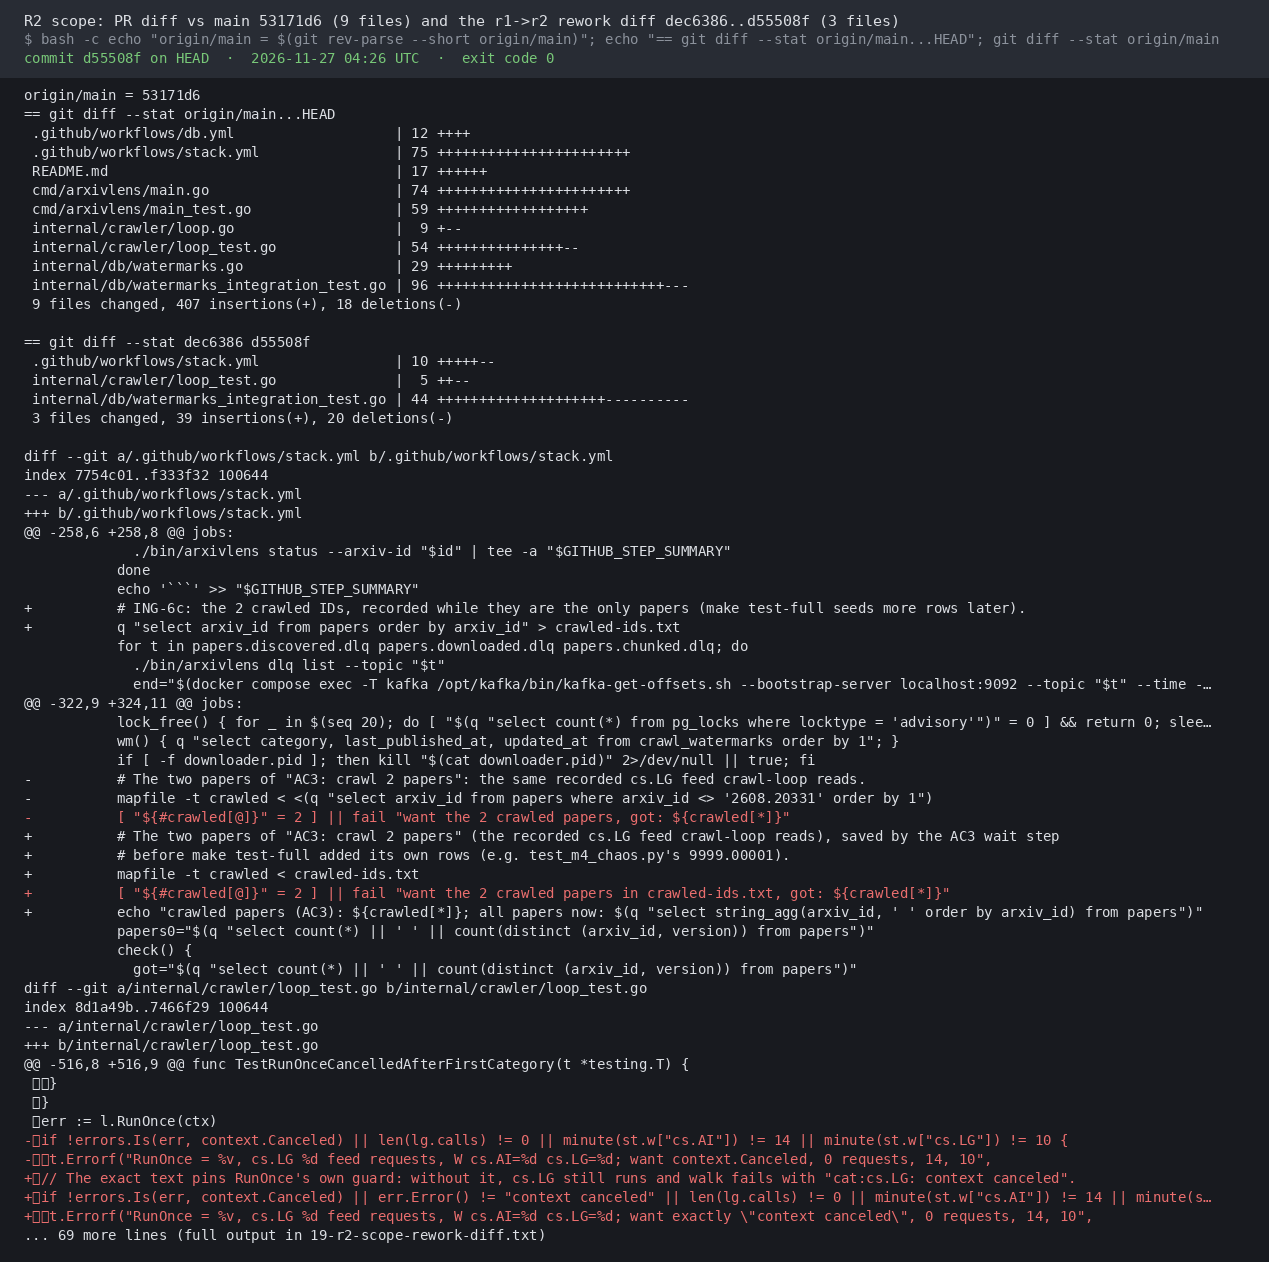 R2 scope: PR diff vs main 53171d6 (9 files) and the r1->r2 rework diff dec6386..d55508f (3 files)
$ bash -c echo "origin/main = $(git rev-parse --short origin/main)"; echo "== git diff --stat origin/main...HEAD"; git diff --stat origin/main
commit d55508f on HEAD  ·  2026-11-27 04:26 UTC  ·  exit code 0
origin/main = 53171d6
== git diff --stat origin/main...HEAD
 .github/workflows/db.yml                   | 12 ++++
 .github/workflows/stack.yml                | 75 +++++++++++++++++++++++
 README.md                                  | 17 ++++++
 cmd/arxivlens/main.go                      | 74 +++++++++++++++++++++++
 cmd/arxivlens/main_test.go                 | 59 ++++++++++++++++++
 internal/crawler/loop.go                   |  9 +--
 internal/crawler/loop_test.go              | 54 +++++++++++++++--
 internal/db/watermarks.go                  | 29 +++++++++
 internal/db/watermarks_integration_test.go | 96 +++++++++++++++++++++++++++---
 9 files changed, 407 insertions(+), 18 deletions(-)

== git diff --stat dec6386 d55508f
 .github/workflows/stack.yml                | 10 +++++--
 internal/crawler/loop_test.go              |  5 ++--
 internal/db/watermarks_integration_test.go | 44 ++++++++++++++++++++----------
 3 files changed, 39 insertions(+), 20 deletions(-)

diff --git a/.github/workflows/stack.yml b/.github/workflows/stack.yml
index 7754c01..f333f32 100644
--- a/.github/workflows/stack.yml
+++ b/.github/workflows/stack.yml
@@ -258,6 +258,8 @@ jobs:
             ./bin/arxivlens status --arxiv-id "$id" | tee -a "$GITHUB_STEP_SUMMARY"
           done
           echo '```' >> "$GITHUB_STEP_SUMMARY"
+          # ING-6c: the 2 crawled IDs, recorded while they are the only papers (make test-full seeds more rows later).
+          q "select arxiv_id from papers order by arxiv_id" > crawled-ids.txt
           for t in papers.discovered.dlq papers.downloaded.dlq papers.chunked.dlq; do
             ./bin/arxivlens dlq list --topic "$t"
             end="$(docker compose exec -T kafka /opt/kafka/bin/kafka-get-offsets.sh --bootstrap-server localhost:9092 --topic "$t" --time -…
@@ -322,9 +324,11 @@ jobs:
           lock_free() { for _ in $(seq 20); do [ "$(q "select count(*) from pg_locks where locktype = 'advisory'")" = 0 ] && return 0; slee…
           wm() { q "select category, last_published_at, updated_at from crawl_watermarks order by 1"; }
           if [ -f downloader.pid ]; then kill "$(cat downloader.pid)" 2>/dev/null || true; fi
-          # The two papers of "AC3: crawl 2 papers": the same recorded cs.LG feed crawl-loop reads.
-          mapfile -t crawled < <(q "select arxiv_id from papers where arxiv_id <> '2608.20331' order by 1")
-          [ "${#crawled[@]}" = 2 ] || fail "want the 2 crawled papers, got: ${crawled[*]}"
+          # The two papers of "AC3: crawl 2 papers" (the recorded cs.LG feed crawl-loop reads), saved by the AC3 wait step
+          # before make test-full added its own rows (e.g. test_m4_chaos.py's 9999.00001).
+          mapfile -t crawled < crawled-ids.txt
+          [ "${#crawled[@]}" = 2 ] || fail "want the 2 crawled papers in crawled-ids.txt, got: ${crawled[*]}"
+          echo "crawled papers (AC3): ${crawled[*]}; all papers now: $(q "select string_agg(arxiv_id, ' ' order by arxiv_id) from papers")"
           papers0="$(q "select count(*) || ' ' || count(distinct (arxiv_id, version)) from papers")"
           check() {
             got="$(q "select count(*) || ' ' || count(distinct (arxiv_id, version)) from papers")"
diff --git a/internal/crawler/loop_test.go b/internal/crawler/loop_test.go
index 8d1a49b..7466f29 100644
--- a/internal/crawler/loop_test.go
+++ b/internal/crawler/loop_test.go
@@ -516,8 +516,9 @@ func TestRunOnceCancelledAfterFirstCategory(t *testing.T) {
 }
 }
 err := l.RunOnce(ctx)
-if !errors.Is(err, context.Canceled) || len(lg.calls) != 0 || minute(st.w["cs.AI"]) != 14 || minute(st.w["cs.LG"]) != 10 {
-t.Errorf("RunOnce = %v, cs.LG %d feed requests, W cs.AI=%d cs.LG=%d; want context.Canceled, 0 requests, 14, 10",
+// The exact text pins RunOnce's own guard: without it, cs.LG still runs and walk fails with "cat:cs.LG: context canceled".
+if !errors.Is(err, context.Canceled) || err.Error() != "context canceled" || len(lg.calls) != 0 || minute(st.w["cs.AI"]) != 14 || minute(s…
+t.Errorf("RunOnce = %v, cs.LG %d feed requests, W cs.AI=%d cs.LG=%d; want exactly \"context canceled\", 0 requests, 14, 10",
... 69 more lines (full output in 19-r2-scope-rework-diff.txt)